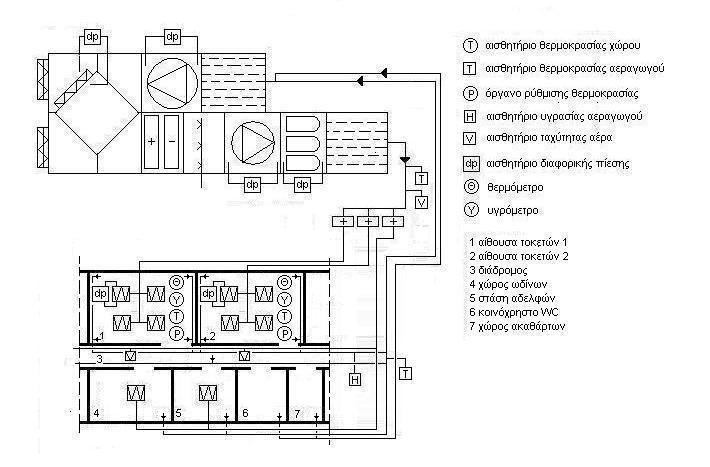 dp
dp
dp
dp
+ -
T
V
+ + +
dp
Θ
Υ
T
P
1
dp
Θ
Υ
T
P
2
3
H
T
4
5
6
7
T αισθητήριο θερμοκρασίας χώρου
T αισθητήριο θερμοκρασίας αεραγωγού
P όργανο ρύθμισης θερμοκρασίας
H αισθητήριο υγρασίας αεραγωγού
V αισθητήριο ταχύτητας αέρα
dp αισθητήριο διαφορικής πίεσης
Θ θερμόμετρο
Υ υγρόμετρο
1 αίθουσα τοκετών 1
2 αίθουσα τοκετών 2
3 διάδρομος
4 χώρος ωδίνων
5 στάση αδελφών
6 κοινόχρηστο WC
7 χώρος ακαθάρτων